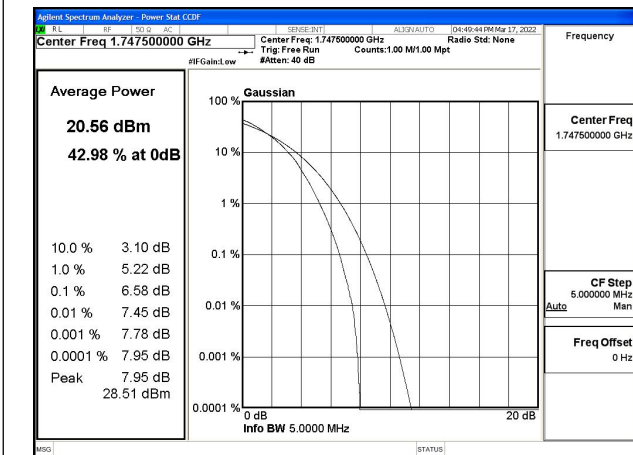 Agilent Spectrum Analyzer - Power Stat CCDF
RL RF 50 Ω AC SENSE:INT ALIGN AUTO 04:49:44 PM Mar 17, 2022
Center Freq 1.747500000 GHz
Center Freq: 1.747500000 GHz Radio Std: None
Trig: Free Run Counts:1.00 M/1.00 Mpt
#IFGain:Low #Atten: 40 dB
Frequency
Center Freq
1.747500000 GHz
CF Step
5.000000 MHz
Auto Man
Freq Offset
0 Hz
Average Power
20.56 dBm
42.98 % at 0dB
10.0 % 3.10 dB
1.0 % 5.22 dB
0.1 % 6.58 dB
0.01 % 7.45 dB
0.001 % 7.78 dB
0.0001 % 7.95 dB
Peak 7.95 dB
28.51 dBm
Gaussian
100 %
10 %
1 %
0.1 %
0.01 %
0.001 %
0.0001 %
0 dB 20 dB
Info BW 5.0000 MHz
MSG STATUS